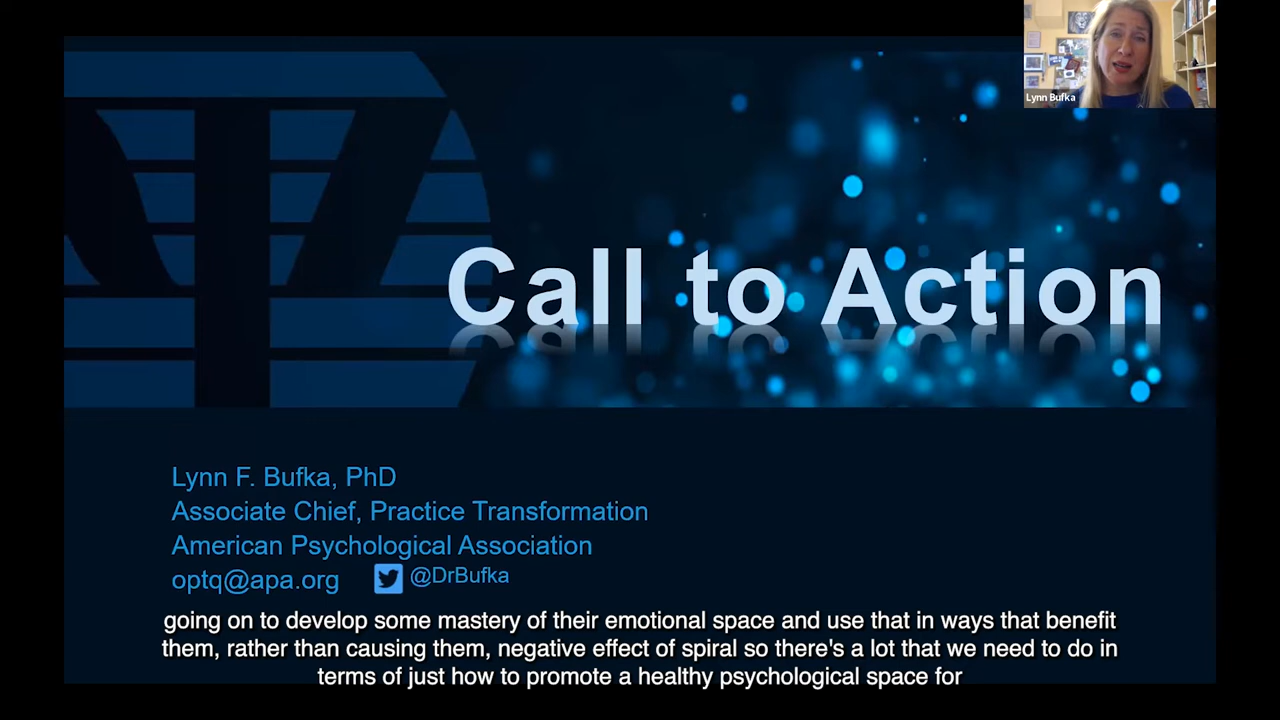 Lynn Bufka
Call to Action
Lynn F. Bufka, PhD
Associate Chief, Practice Transformation
American Psychological Association
optq@apa.org @DrBufka
going on to develop some mastery of their emotional space and use that in ways that benefit
them, rather than causing them, negative effect of spiral so there's a lot that we need to do in
terms of just how to promote a healthy psychological space for